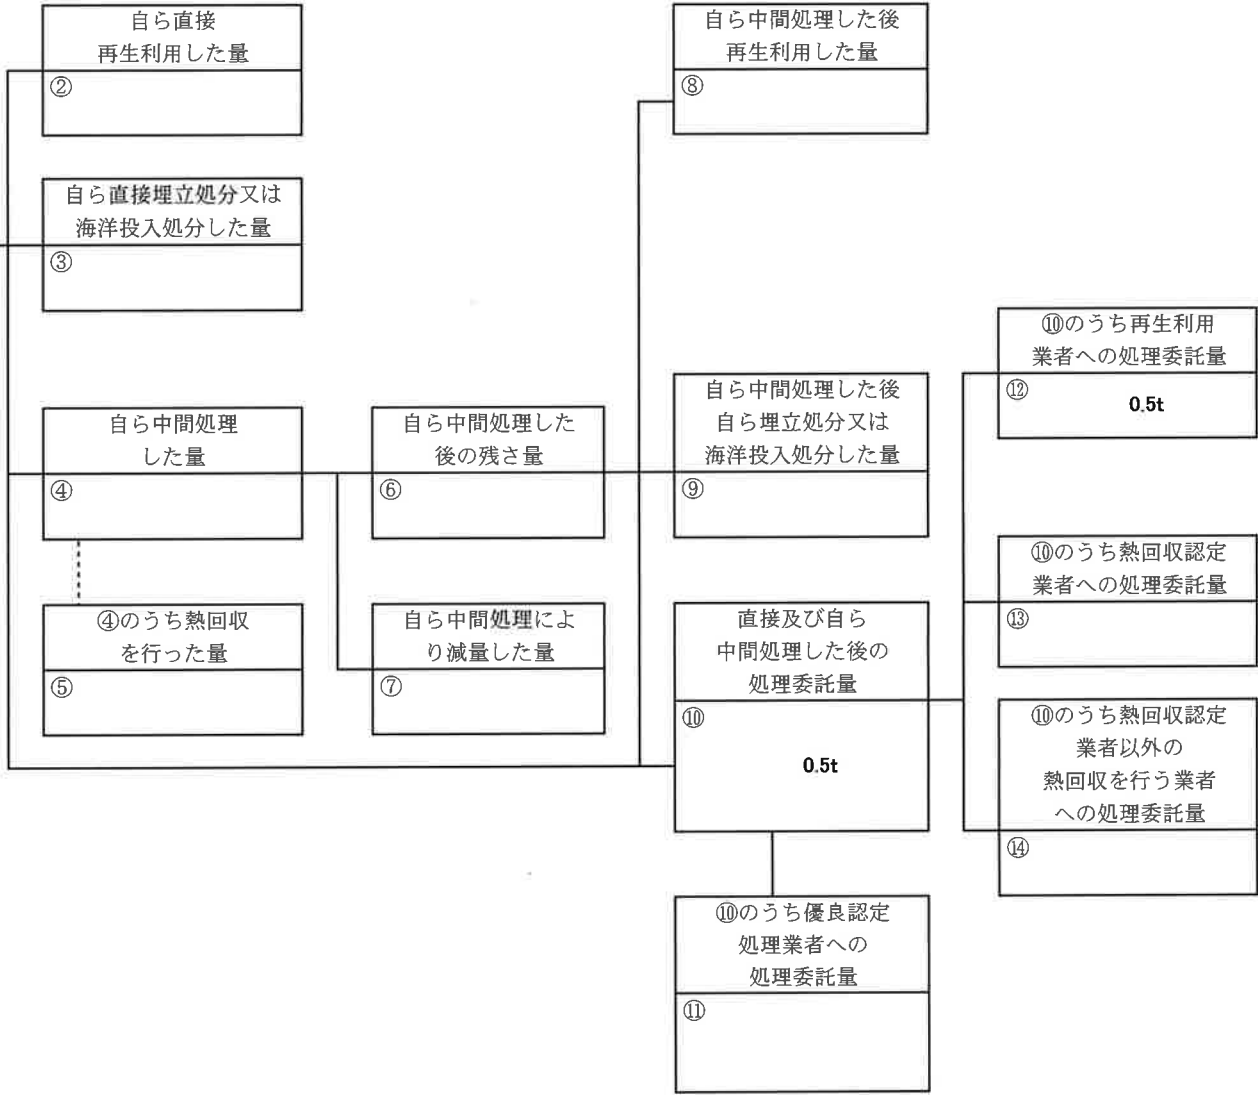 自ら直接
再生利用した量
②
自ら直接埋立処分又は
海洋投入処分した量
③
自ら中間処理
した量
④
④のうち熱回収
を行った量
⑤
自ら中間処理した
後の残さ量
⑥
自ら中間処理によ
り減量した量
⑦
自ら中間処理した後
再生利用した量
⑧
自ら中間処理した後
自ら埋立処分又は
海洋投入処分した量
⑨
直接及び自ら
中間処理した後の
処理委託量
⑩
0.5t
⑩のうち優良認定
処理業者への
処理委託量
⑪
⑩のうち再生利用
業者への処理委託量
⑫
0.5t
⑩のうち熱回収認定
業者への処理委託量
⑬
⑩のうち熱回収認定
業者以外の
熱回収を行う業者
への処理委託量
⑭